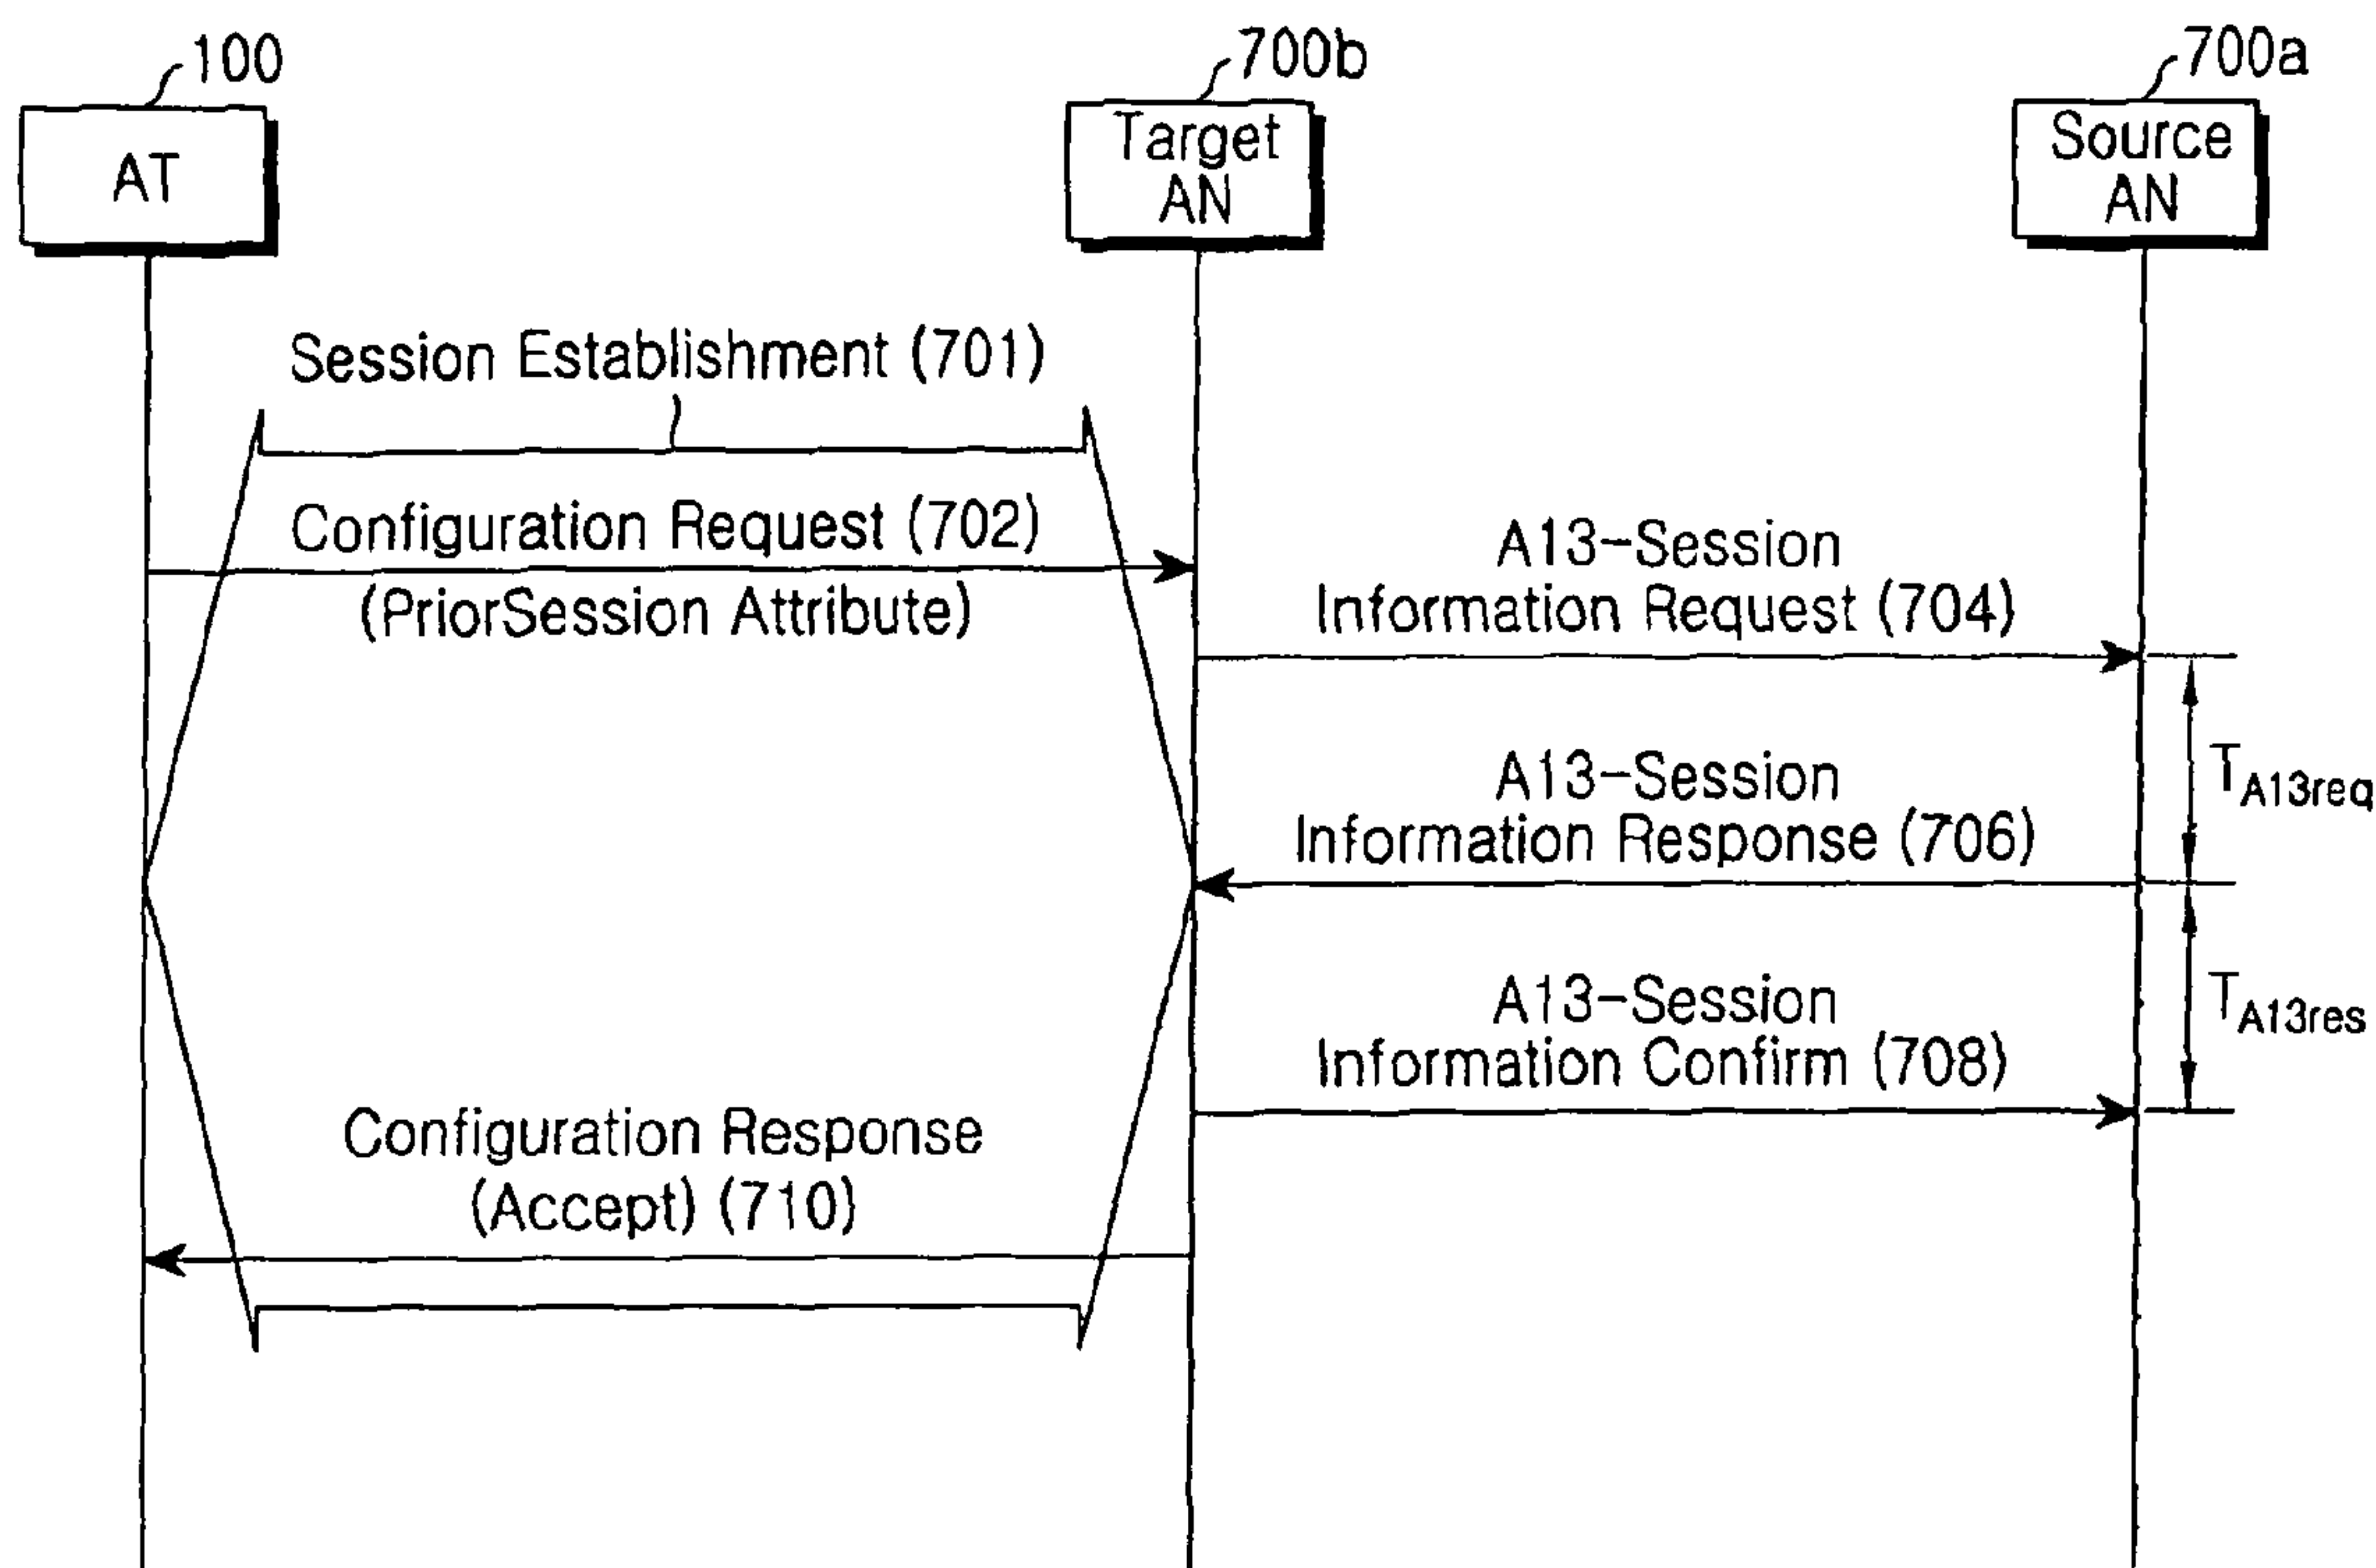 100
700b
700a
AT
Target
AN
Source
AN
Session Establishment (701)
Configuration Request (702)
(PriorSession Attribute)
A13-Session
Information Request (704)
A13-Session
Information Response (706)
TA13req
A13-Session
Information Confirm (708)
TA13res
Configuration Response
(Accept) (710)